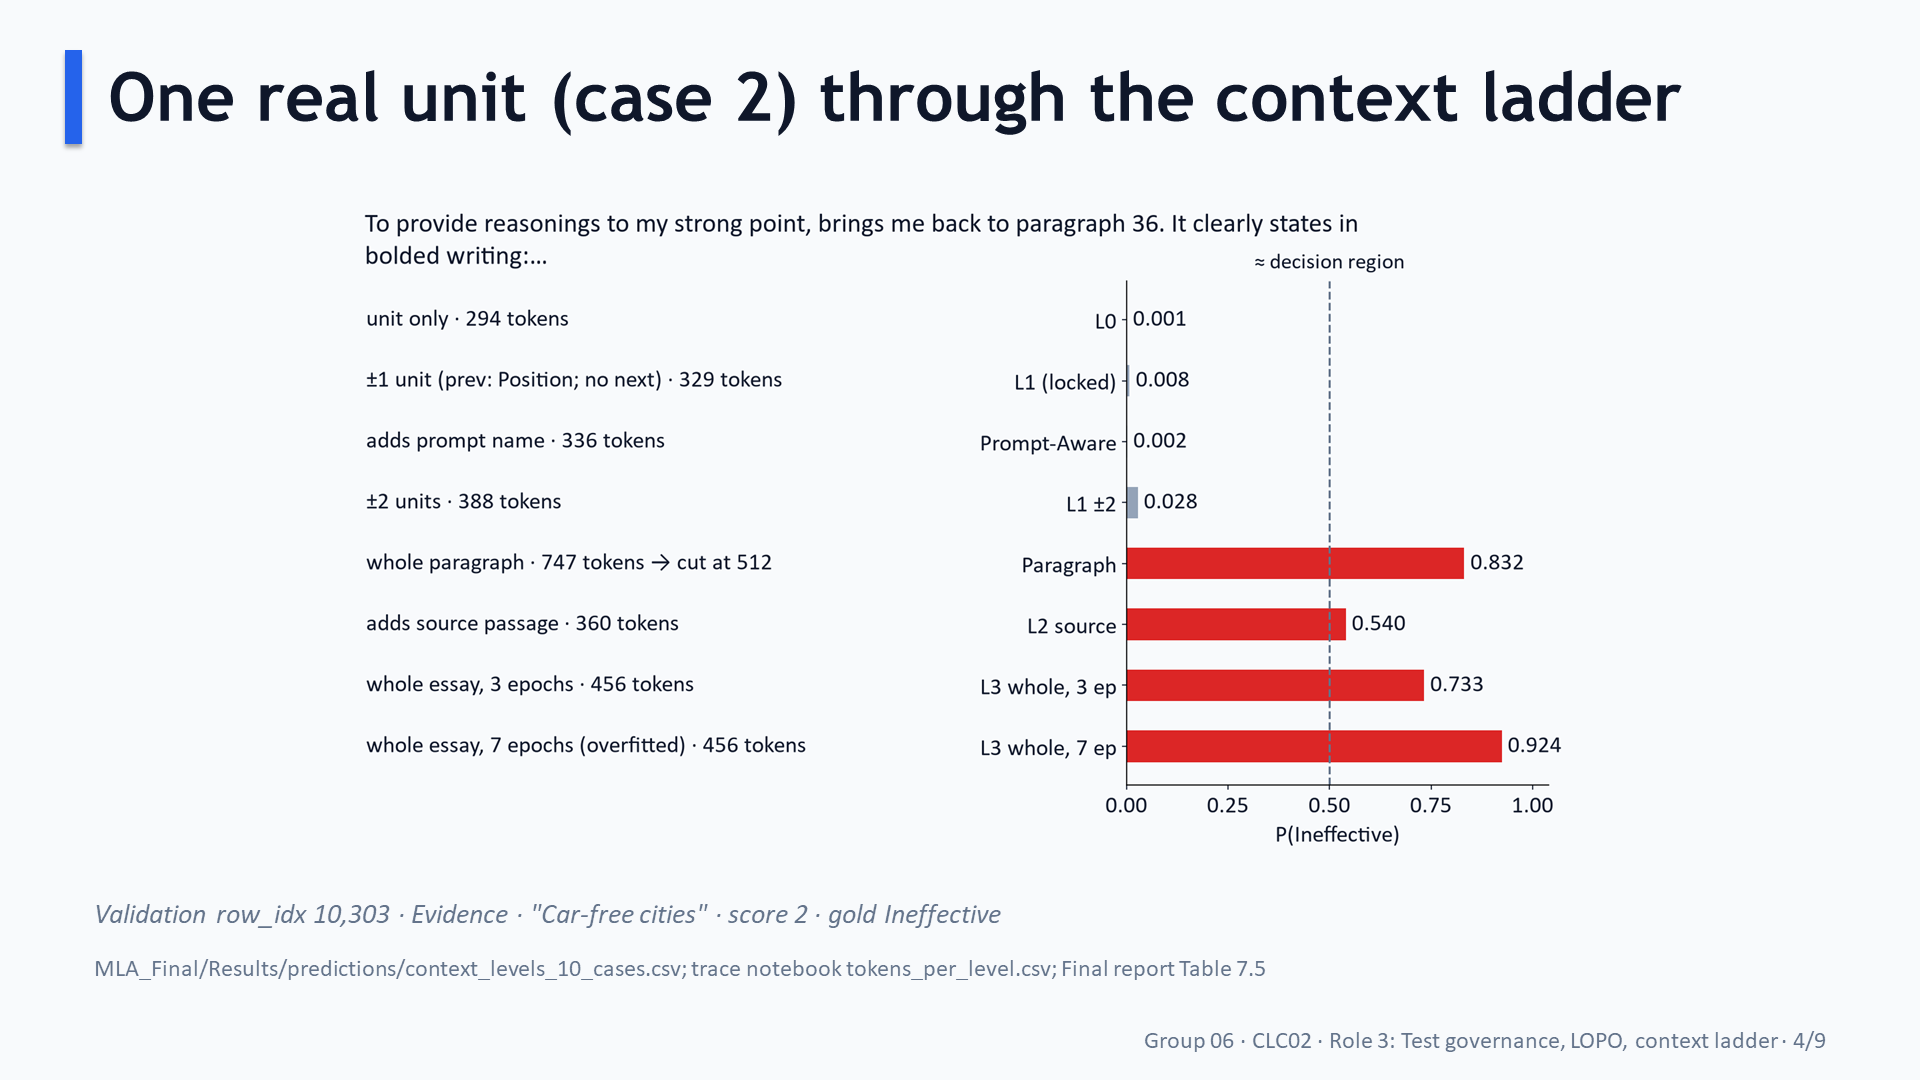 One real unit (case 2) through the context ladder
To provide reasonings to my strong point, brings me back to paragraph 36. It clearly states in
bolded writing:...
≈ decision region
unit only · 294 tokens
L0
0.001
±1 unit (prev: Position; no next) · 329 tokens
L1 (locked)
0.008
adds prompt name · 336 tokens
Prompt-Aware
0.002
±2 units · 388 tokens
L1 ±2
0.028
whole paragraph · 747 tokens → cut at 512
Paragraph
0.832
adds source passage · 360 tokens
L2 source
0.540
whole essay, 3 epochs · 456 tokens
L3 whole, 3 ep
0.733
whole essay, 7 epochs (overfitted) · 456 tokens
L3 whole, 7 ep
0.924
0.00 0.25 0.50 0.75 1.00
P(Ineffective)
Validation row_idx 10,303 · Evidence · "Car-free cities" · score 2 · gold Ineffective
MLA_Final/Results/predictions/context_levels_10_cases.csv; trace notebook tokens_per_level.csv; Final report Table 7.5
Group 06 · CLC02 · Role 3: Test governance, LOPO, context ladder · 4/9